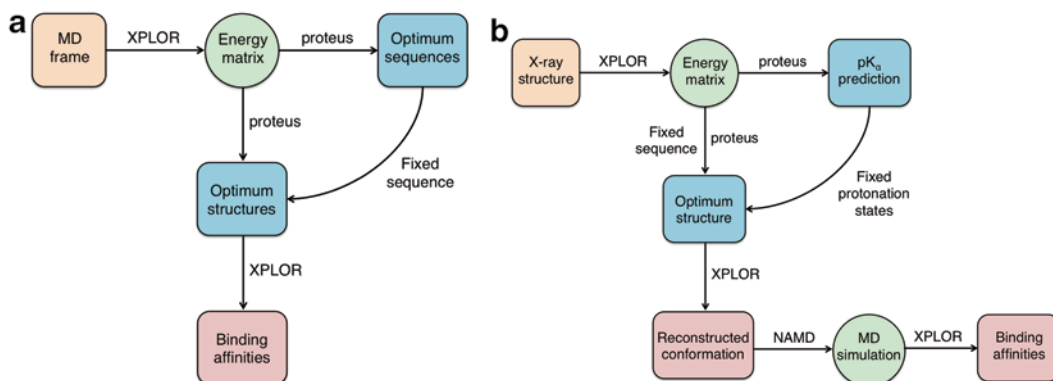 a
MD
frame
XPLOR
Energy
matrix
proteus
Optimum
sequences
proteus
Fixed
sequence
Optimum
structures
XPLOR
Binding
affinities
b
X-ray
structure
XPLOR
Energy
matrix
proteus
pKₐ
prediction
Fixed
sequence
proteus
Fixed
protonation
states
Optimum
structure
XPLOR
Reconstructed
conformation
NAMD
MD
simulation
XPLOR
Binding
affinities